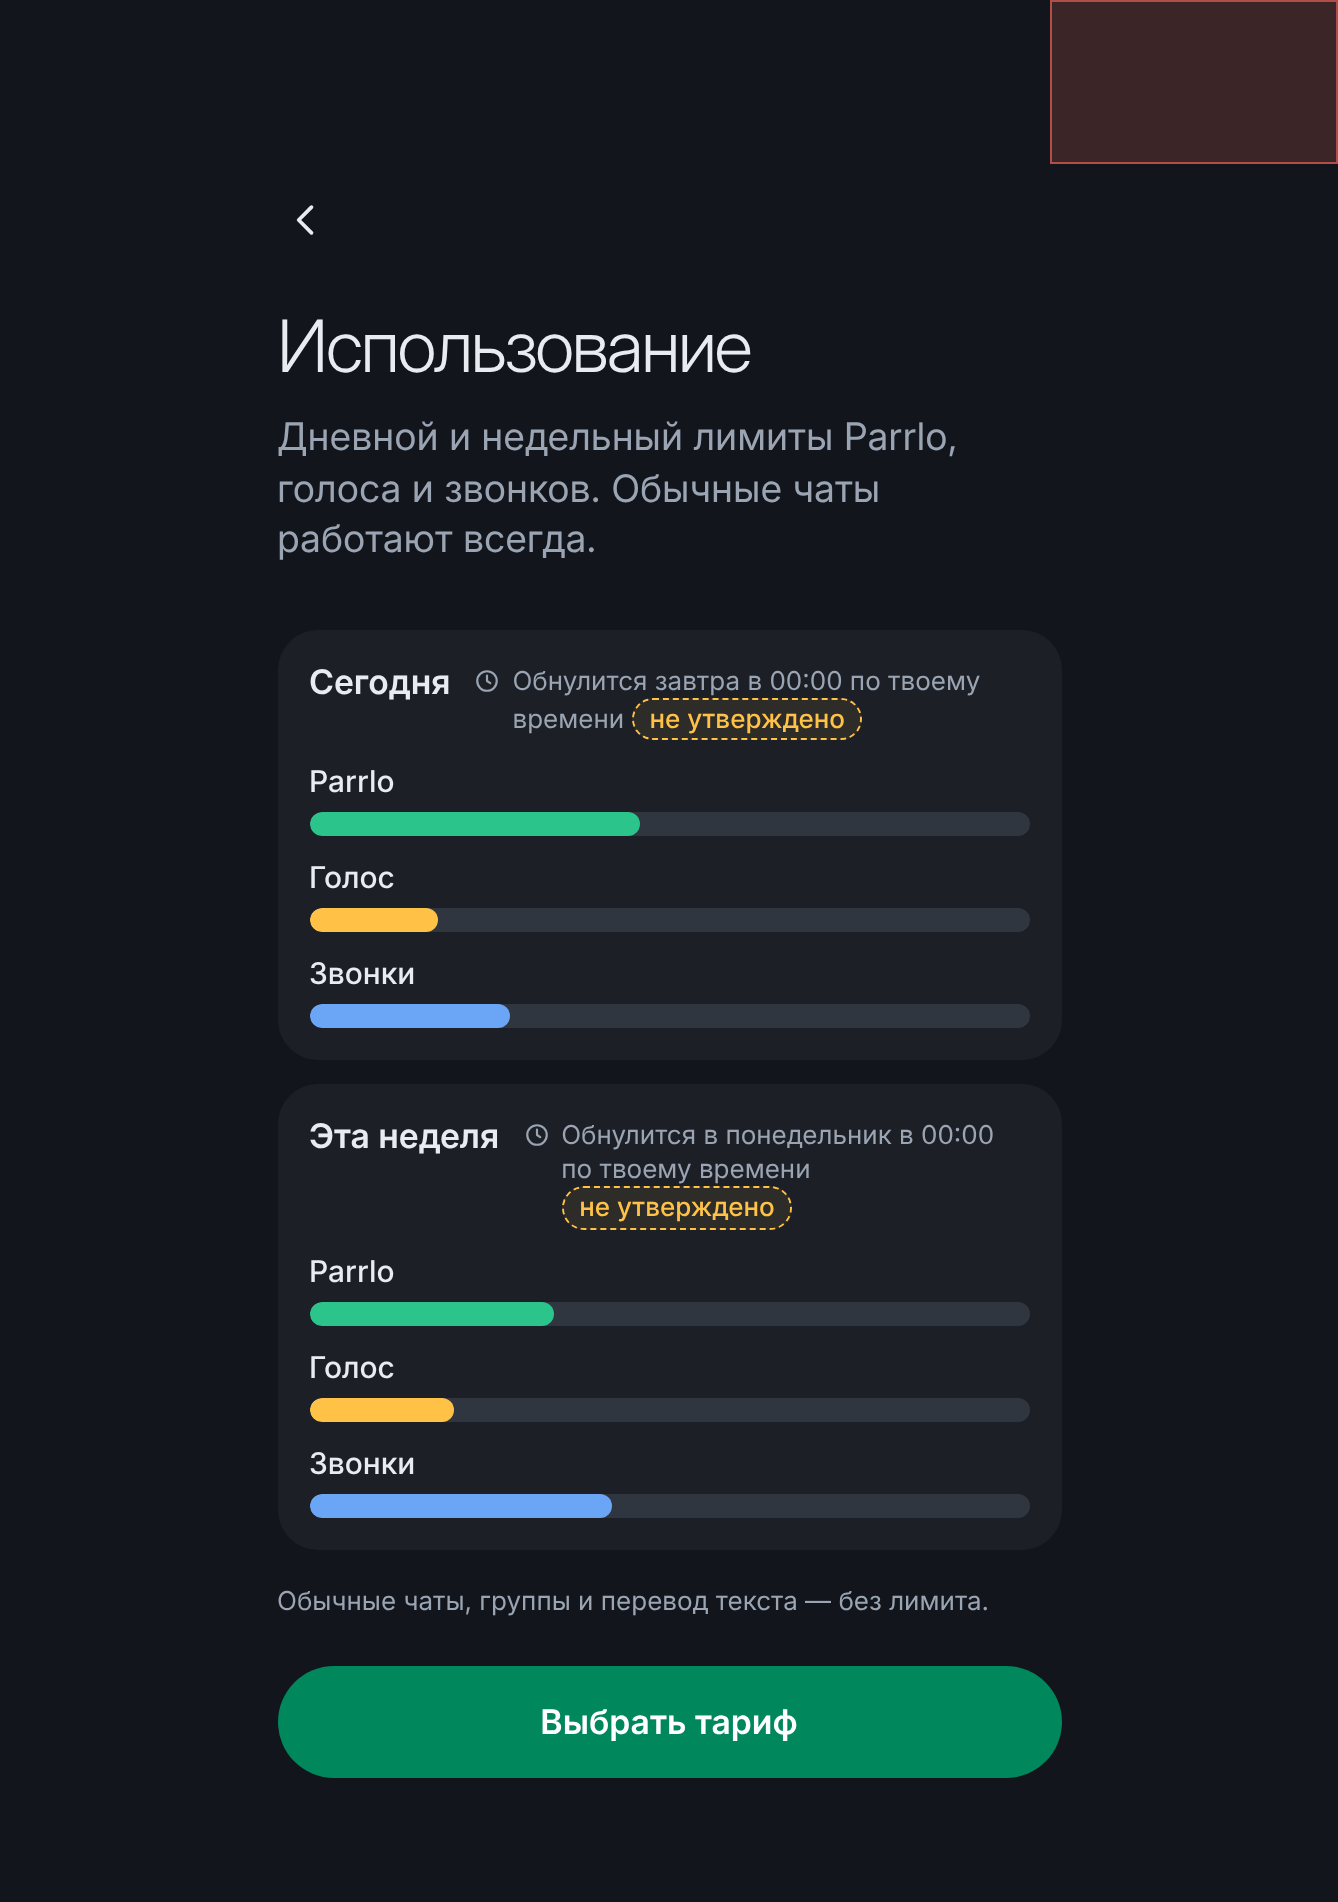 Использование
Дневной и недельный лимиты Parrlo,
голоса и звонков. Обычные чаты
работают всегда.
Сегодня Обнулится завтра в 00:00 по твоему
времени не утверждено
Parrlo
Голос
Звонки
Эта неделя Обнулится в понедельник в 00:00
по твоему времени
не утверждено
Parrlo
Голос
Звонки
Обычные чаты, группы и перевод текста — без лимита.
Выбрать тариф